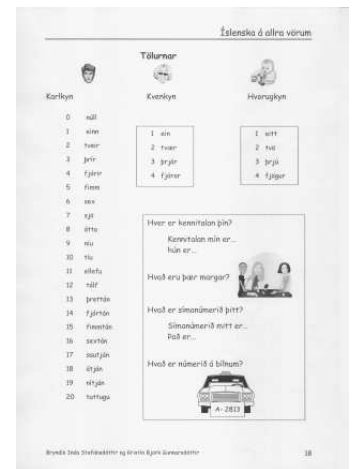 Íslenska á allra vörum
Tölurnar
Karlkyn
Kvenkyn
Hvorugkyn
0 núll
1 einn
2 tveir
3 þrír
4 fjórir
5 fimm
6 sex
7 sjö
8 átta
9 níu
10 tíu
11 ellefu
12 tólf
13 þrettán
14 fjórtán
15 fimmtán
16 sextán
17 sautján
18 átján
19 nítján
20 tuttugu
1 ein
2 tvær
3 þrjár
4 fjórar
1 eitt
2 tvö
3 þrjú
4 fjögur
Hver er kennitalan þín?
Kennitalan mín er...
hún er...
Hvað eru þær margar?
Hvað er símanúmerið þitt?
Símanúmerið mitt er...
Það er...
Hvað er númerið á bílnum?
A-2813
Bryndís Inda Stefánsdóttir og Gratia Björk Gunnarsdóttir
18